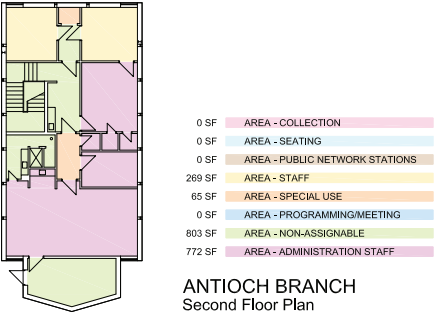 0 SF AREA - COLLECTION
0 SF AREA - SEATING
0 SF AREA - PUBLIC NETWORK STATIONS
269 SF AREA - STAFF
65 SF AREA - SPECIAL USE
0 SF AREA - PROGRAMMING/MEETING
803 SF AREA - NON-ASSIGNABLE
772 SF AREA - ADMINISTRATION STAFF
ANTIOCH BRANCH
Second Floor Plan